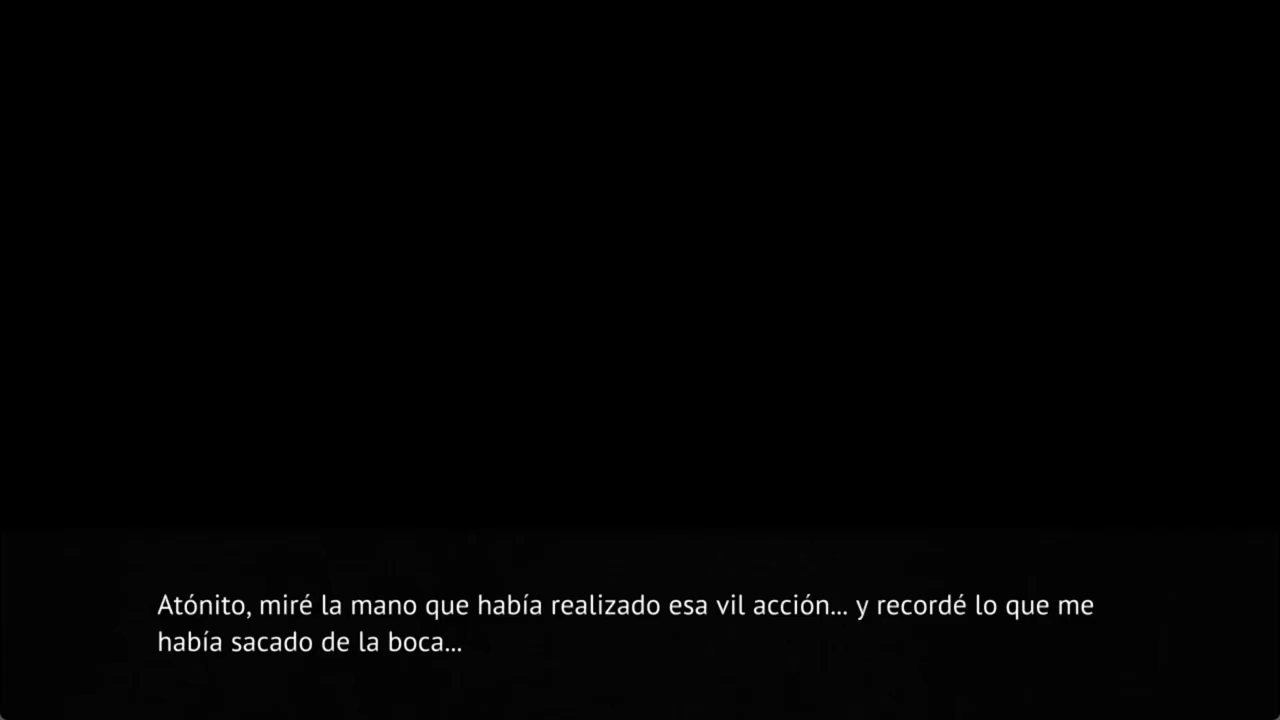 Atónito, miré la mano que había realizado esa vil acción... y recordé lo que me
había sacado de la boca...